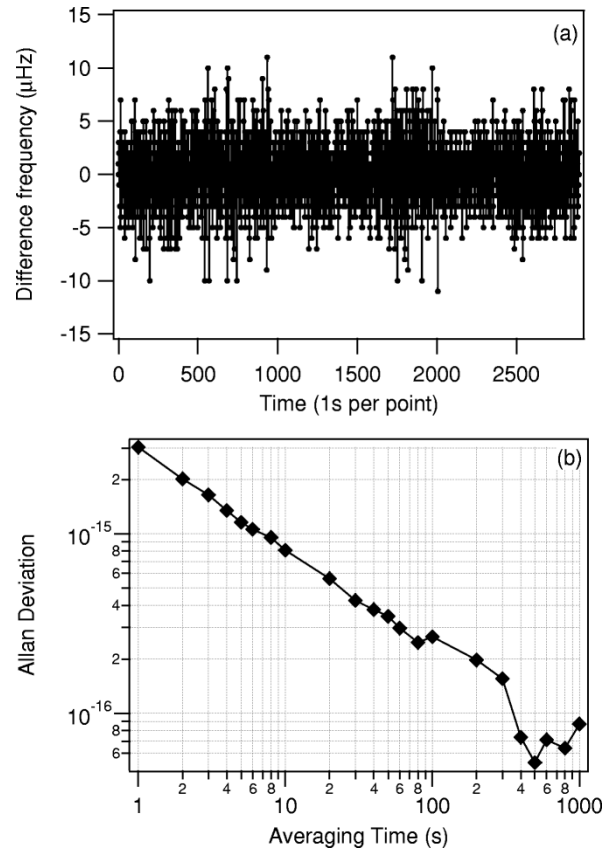 (a)
15
10
5
0
-5
-10
-15
Difference frequency (μHz)
0 500 1000 1500 2000 2500
Time (1s per point)
(b)
2
10-15
8
6
4
2
10-16
8
6
Allan Deviation
1 2 4 6 8 10 2 4 6 8 100 2 4 6 8 1000
Averaging Time (s)